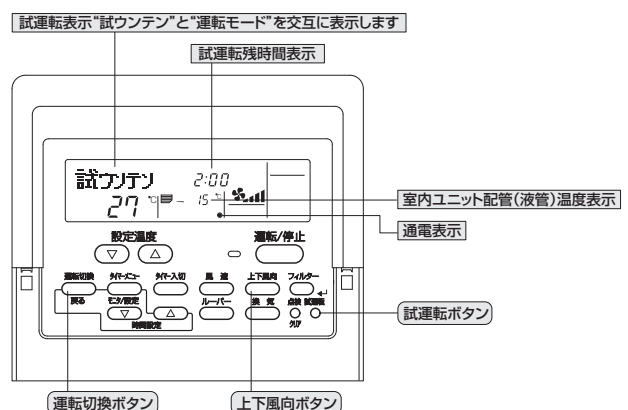 試運転表示“試ウンテン”と“運転モード”を交互に表示します
試運転残時間表示
試ウンテン 2:00
27 ℃ － 15 ℃
室内ユニット配管(液管)温度表示
通電表示
設定温度 運転/停止
▽ △
運転切換 タイマーメニュー タイマー入切 風速 上下風向 フィルター
戻る モニタ/設定 ルーバー 換気 点検 試運転
▽ △
時間設定 クリア
試運転ボタン
運転切換ボタン 上下風向ボタン